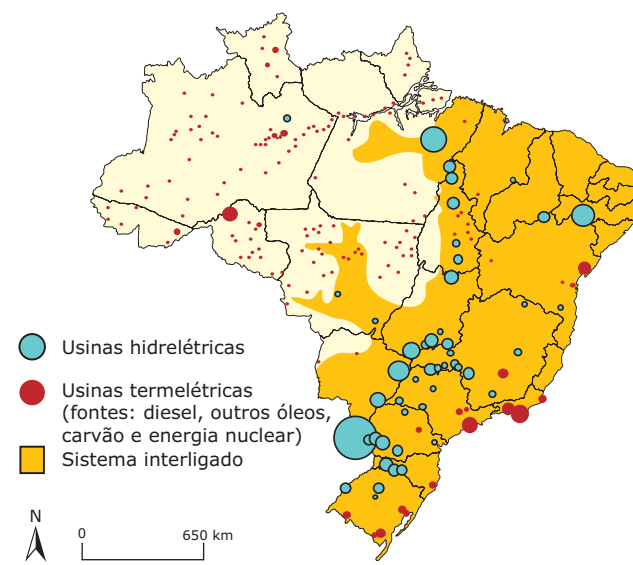 Usinas hidrelétricas
Usinas termelétricas
(fontes: diesel, outros óleos,
carvão e energia nuclear)
Sistema interligado
N
0 650 km